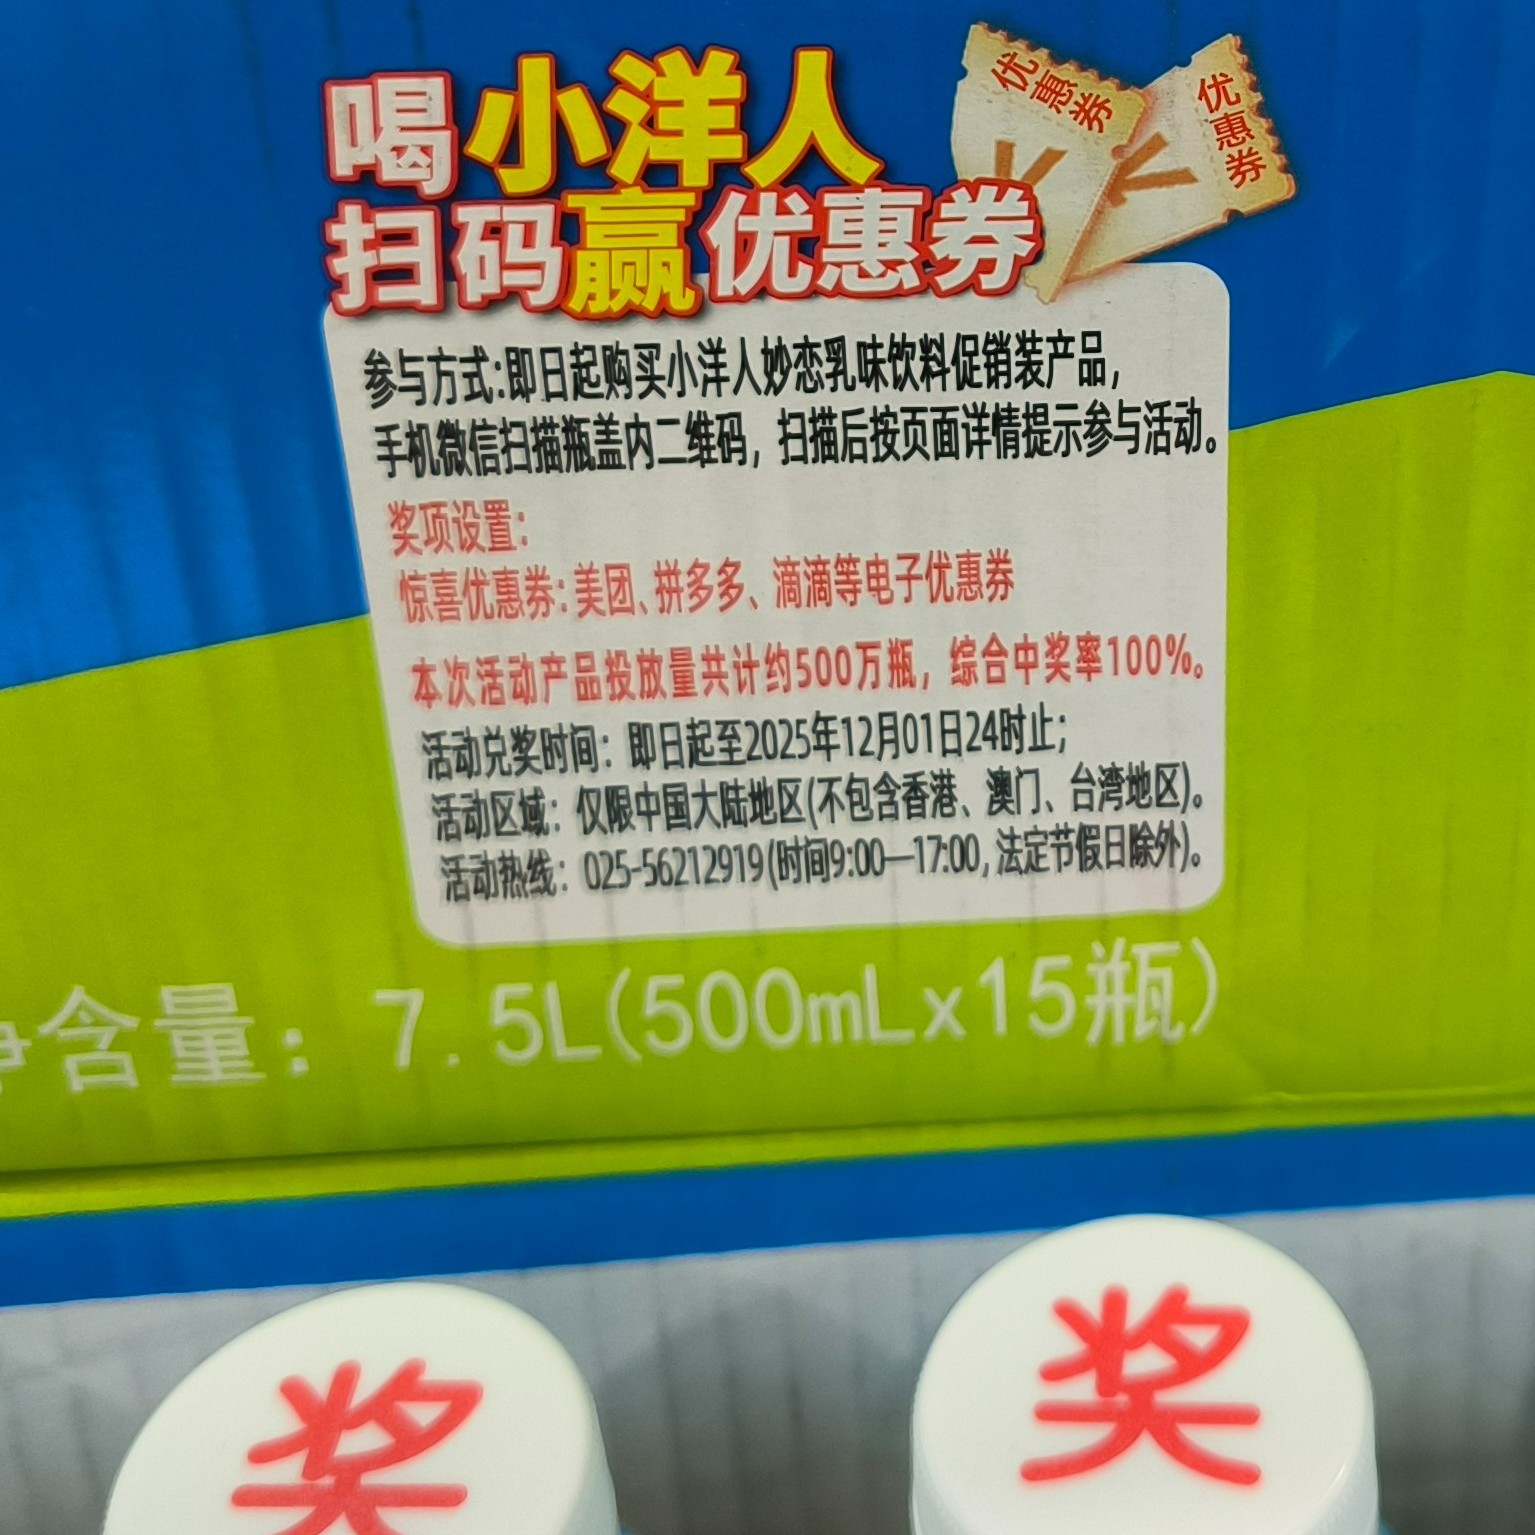 喝小洋人
扫码赢优惠券
优惠券
优惠券
参与方式:即日起购买小洋人妙恋乳味饮料促销装产品,
手机微信扫描瓶盖内二维码，扫描后按页面详情提示参与活动。
奖项设置:
惊喜优惠券:美团、拼多多、滴滴等电子优惠券
本次活动产品投放量共计约500万瓶，综合中奖率100%。
活动兑奖时间：即日起至2025年12月01日24时止；
活动区域：仅限中国大陆地区(不包含香港、澳门、台湾地区)。
活动热线：025-56212919(时间9:00—17:00,法定节假日除外)。
净含量：7.5L(500mLx15瓶)
奖
奖